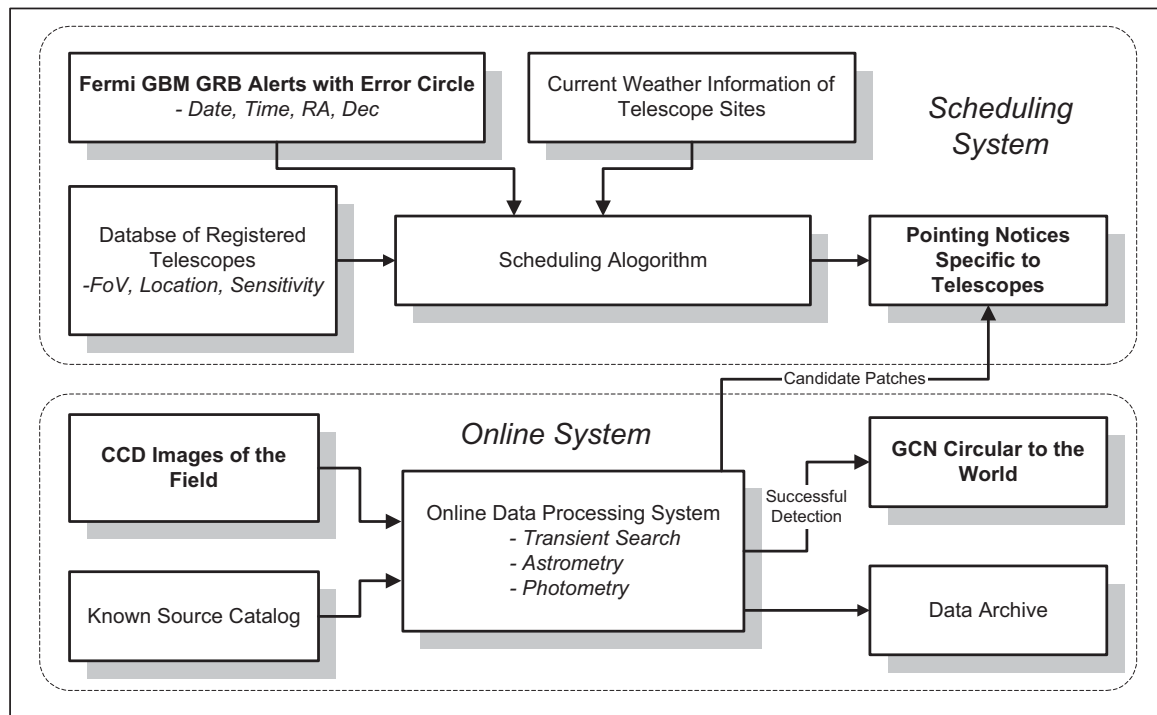 Fermi GBM GRB Alerts with Error Circle
- Date, Time, RA, Dec
Current Weather Information of
Telescope Sites
Scheduling
System
Databse of Registered
Telescopes
-FoV, Location, Sensitivity
Scheduling Alogorithm
Pointing Notices
Specific to
Telescopes
Candidate Patches
Online System
CCD Images of the
Field
GCN Circular to the
World
Successful
Detection
Online Data Processing System
- Transient Search
- Astrometry
- Photometry
Known Source Catalog
Data Archive